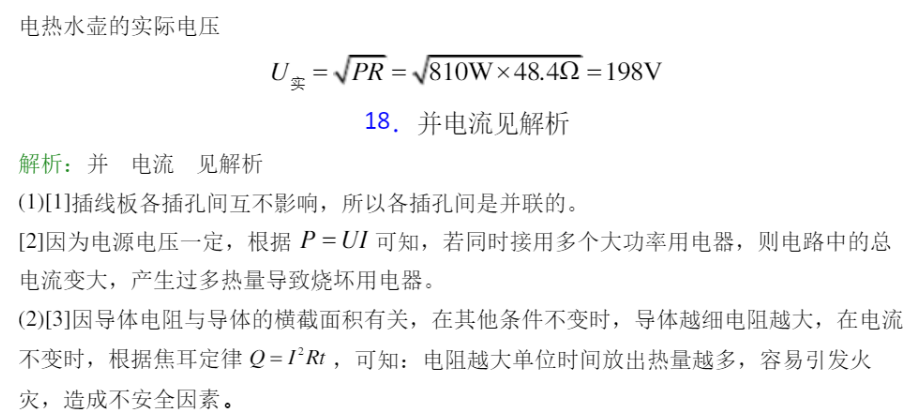 电热水壶的实际电压
U实 = √PR = √810W×48.4Ω = 198V
18．并电流见解析
解析：并　电流　见解析
(1)[1]插线板各插孔间互不影响，所以各插孔间是并联的。
[2]因为电源电压一定，根据 P = UI 可知，若同时接用多个大功率用电器，则电路中的总
电流变大，产生过多热量导致烧坏用电器。
(2)[3]因导体电阻与导体的横截面积有关，在其他条件不变时，导体越细电阻越大，在电流
不变时，根据焦耳定律 Q = I²Rt ，可知：电阻越大单位时间放出热量越多，容易引发火
灾，造成不安全因素。